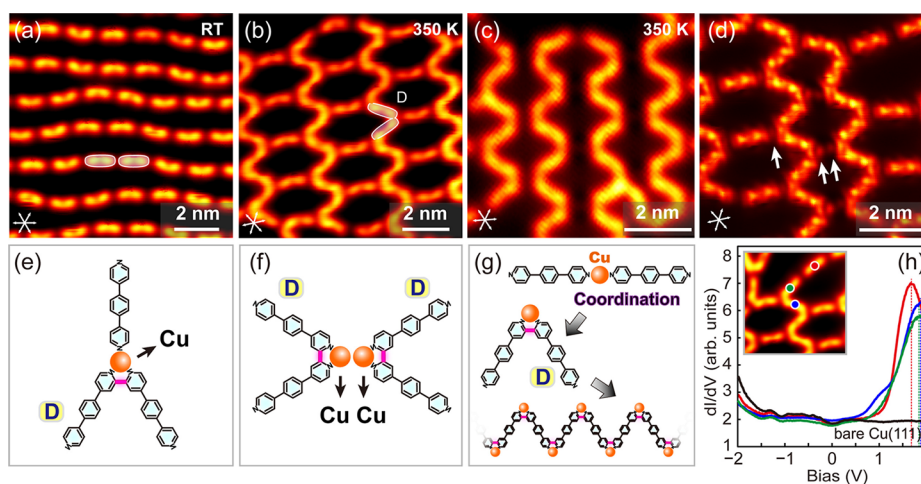 (a) RT
2 nm
(b) 350 K
D
2 nm
(c) 350 K
2 nm
(d)
2 nm
(e)
N
N
N
Cu
D
N
N
(f)
D D
N N
N N
N N
Cu Cu
N N
(g)
Cu
N N N N
Coordination
N N
D
N N
(h)
dI/dV (arb. units)
8
7
6
5
4
3
2
1
bare Cu(111)
−2 −1 0 1
Bias (V)